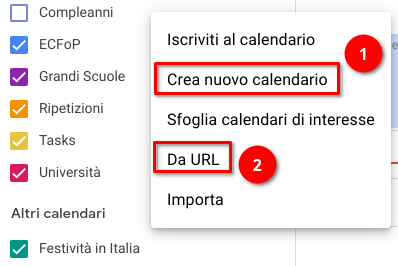 Compleanni
ECFoP
Grandi Scuole
Ripetizioni
Tasks
Università
Altri calendari
Festività in Italia
Iscriviti al calendario
1
Crea nuovo calendario
Sfoglia calendari di interesse
Da URL
2
Importa